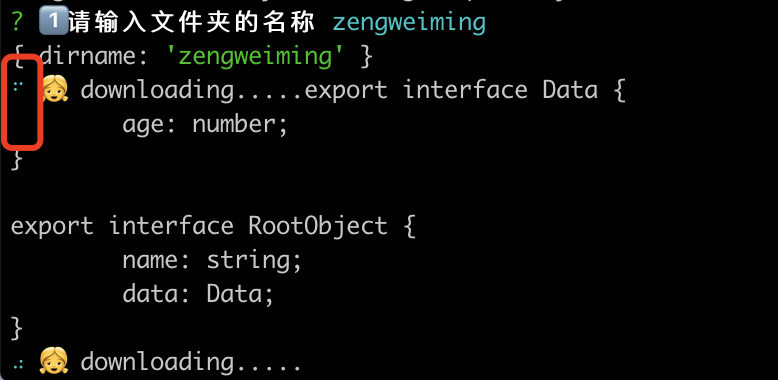 ? 1️⃣请输入文件夹的名称 zengweiming
{ dirname: 'zengweiming' }
⠋ 👧 downloading.....export interface Data {
        age: number;
}
export interface RootObject {
        name: string;
        data: Data;
}
⠴ 👧 downloading.....